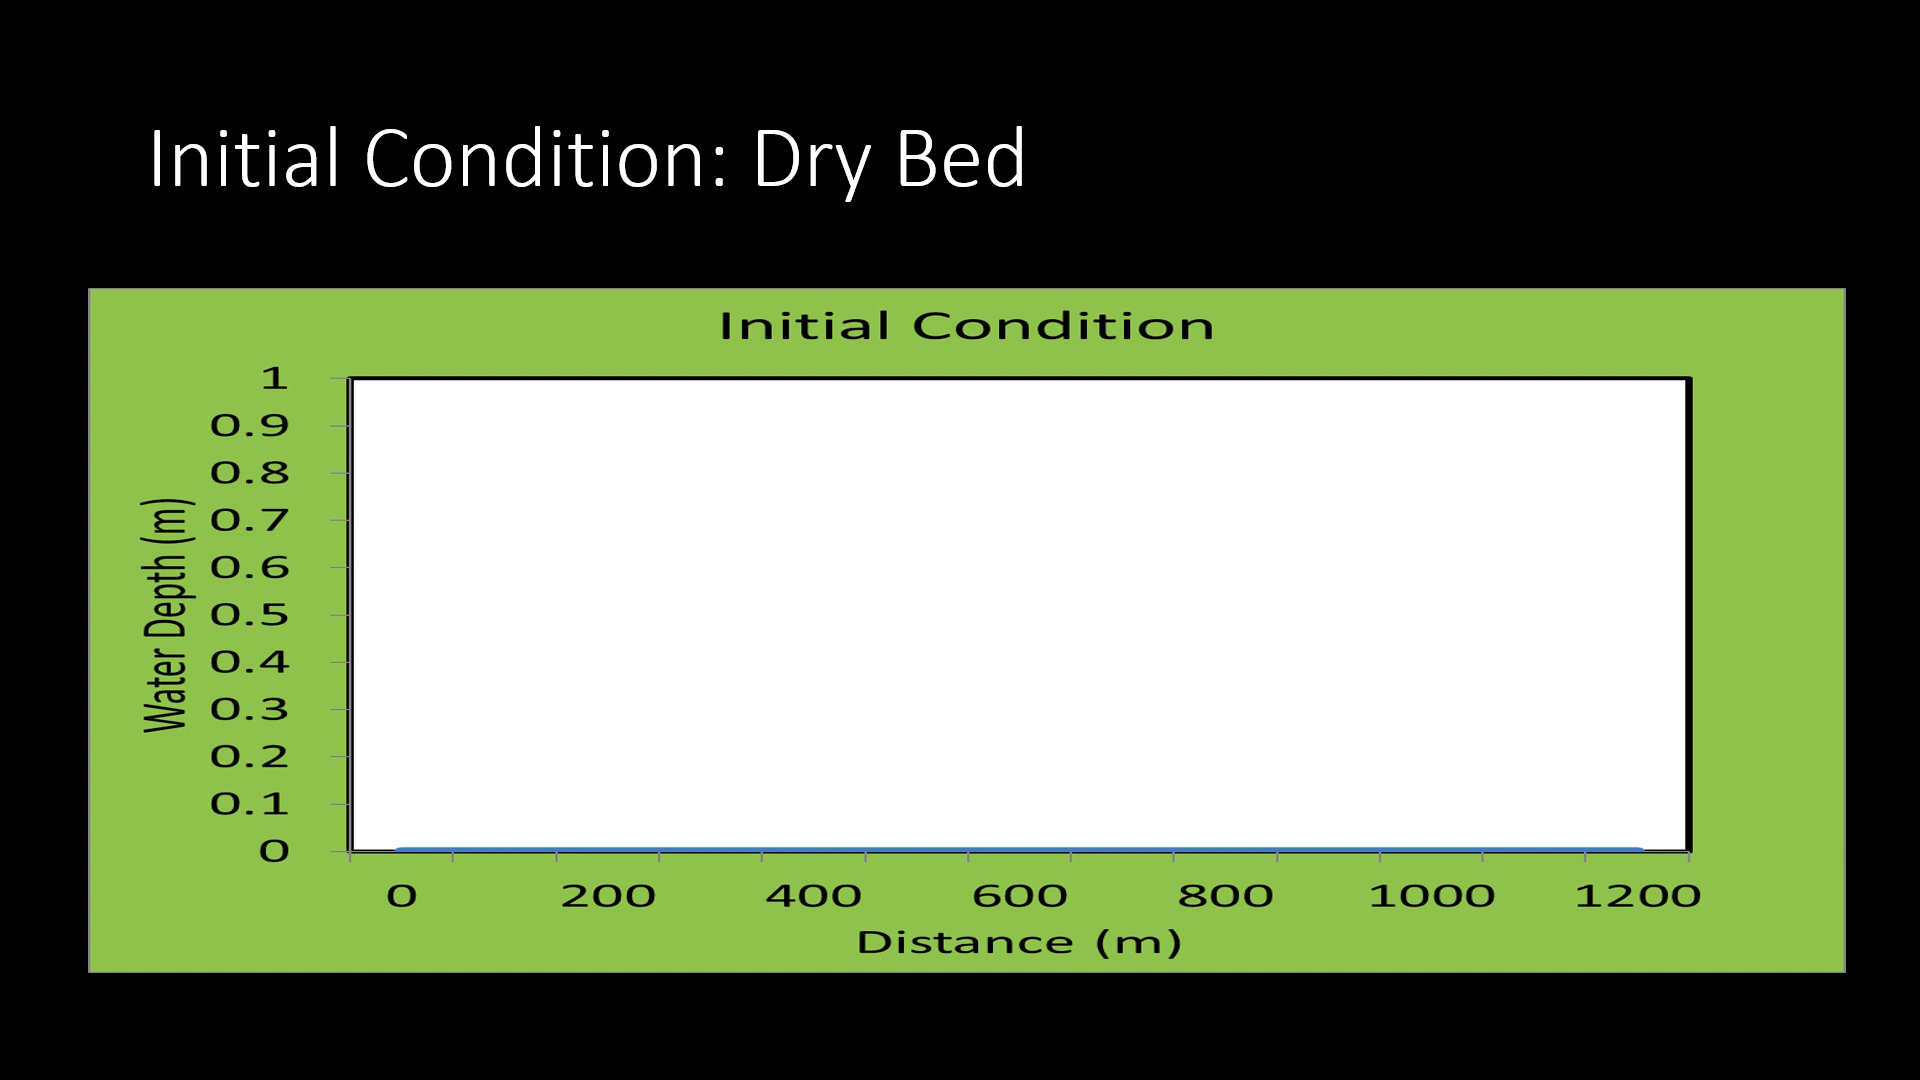 Initial Condition: Dry Bed
Initial Condition
1
0.9
0.8
0.7
0.6
0.5
0.4
0.3
0.2
0.1
0
Water Depth (m)
0 200 400 600 800 1000 1200
Distance (m)